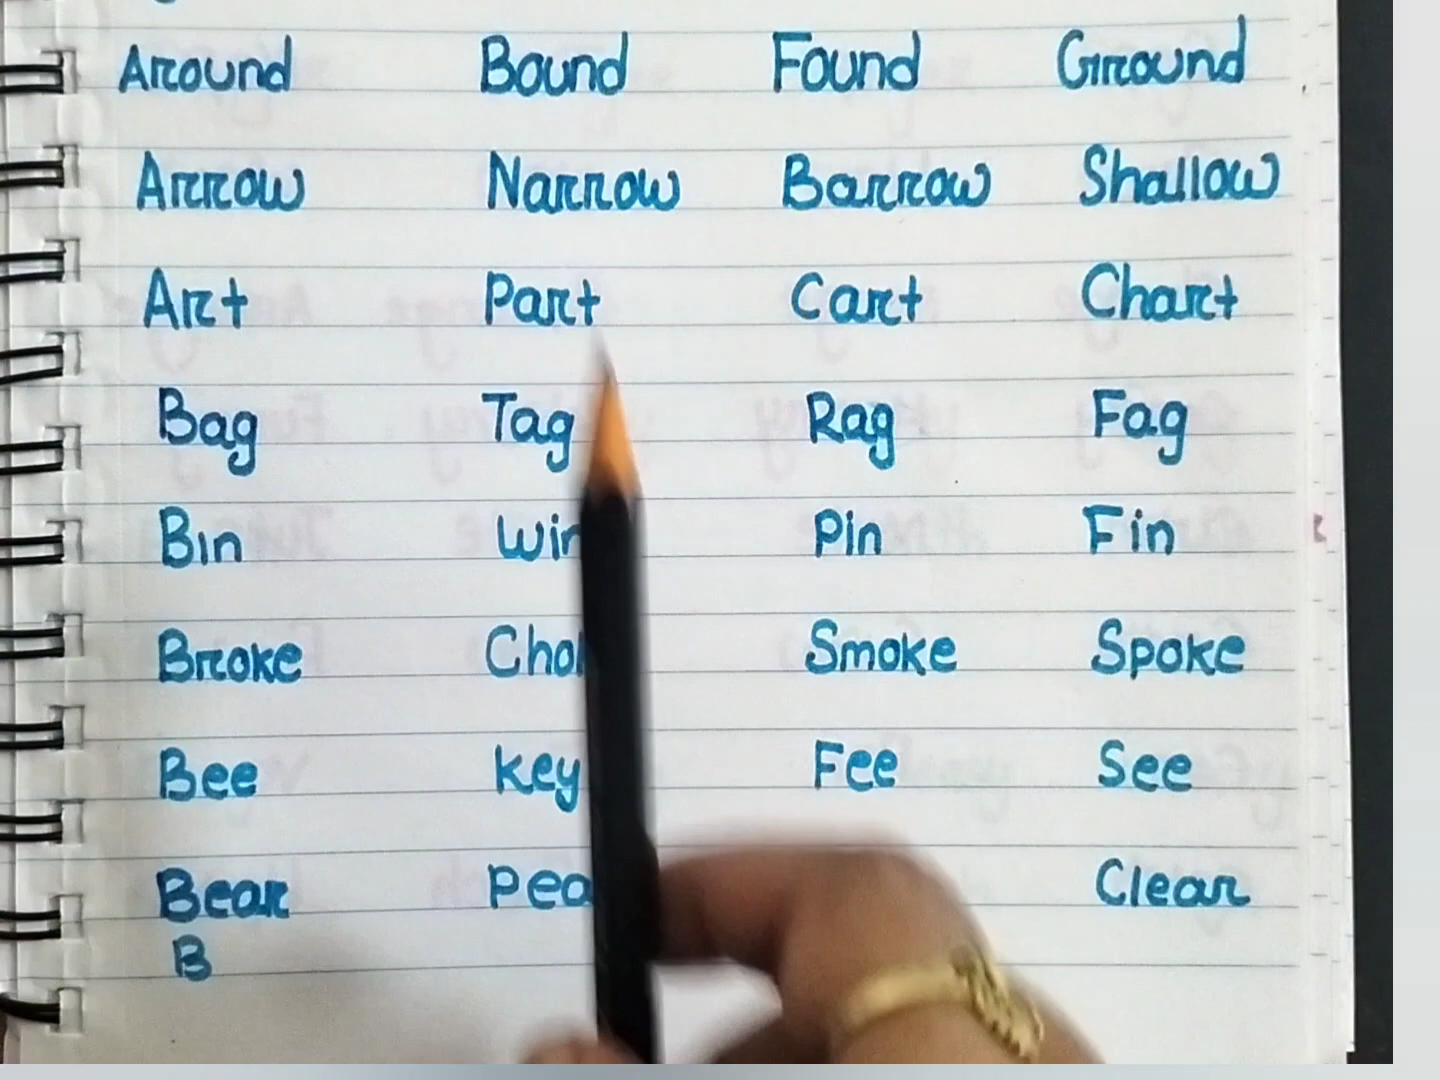 Around Bound Found Ground
Arrow Narrow Barrow Shallow
Art Part Cart Chart
Bag Tag Rag Fag
Bin Pin Fin
Broke Smoke Spoke
Bee Key Fee See
Bear Clear
B